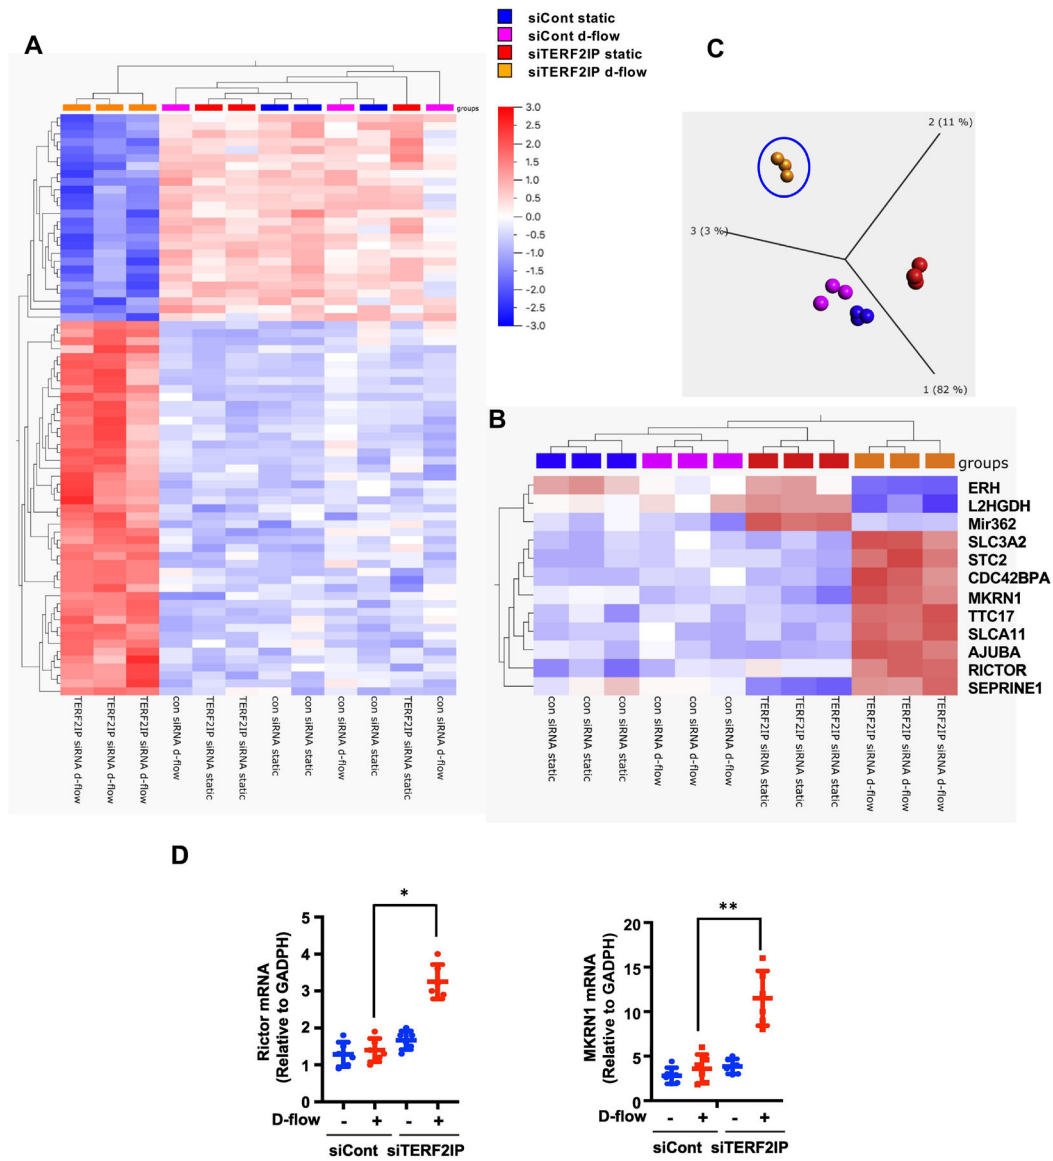 A
siCont static
siCont d-flow
siTERF2IP static
siTERF2IP d-flow
groups
3.0
2.5
2.0
1.5
1.0
0.5
0.0
-0.5
-1.0
-1.5
-2.0
-2.5
-3.0
TERF2IP siRNA d-flow
TERF2IP siRNA d-flow
TERF2IP siRNA d-flow
con siRNA d-flow
TERF2IP siRNA static
TERF2IP siRNA static
con siRNA static
con siRNA static
con siRNA d-flow
con siRNA static
TERF2IP siRNA static
con siRNA d-flow
C
2 (11 %)
3 (3 %)
1 (82 %)
B
groups
ERH
L2HGDH
Mir362
SLC3A2
STC2
CDC42BPA
MKRN1
TTC17
SLCA11
AJUBA
RICTOR
SEPRINE1
con siRNA static
con siRNA static
con siRNA static
con siRNA d-flow
con siRNA d-flow
con siRNA d-flow
TERF2IP siRNA static
TERF2IP siRNA static
TERF2IP siRNA static
TERF2IP siRNA d-flow
TERF2IP siRNA d-flow
TERF2IP siRNA d-flow
D
Rictor mRNA
(Relative to GADPH)
5
4
3
2
1
0
*
D-flow - + - +
siCont siTERF2IP
MKRN1 mRNA
(Relative to GADPH)
20
15
10
5
0
**
- + - +
siCont siTERF2IP